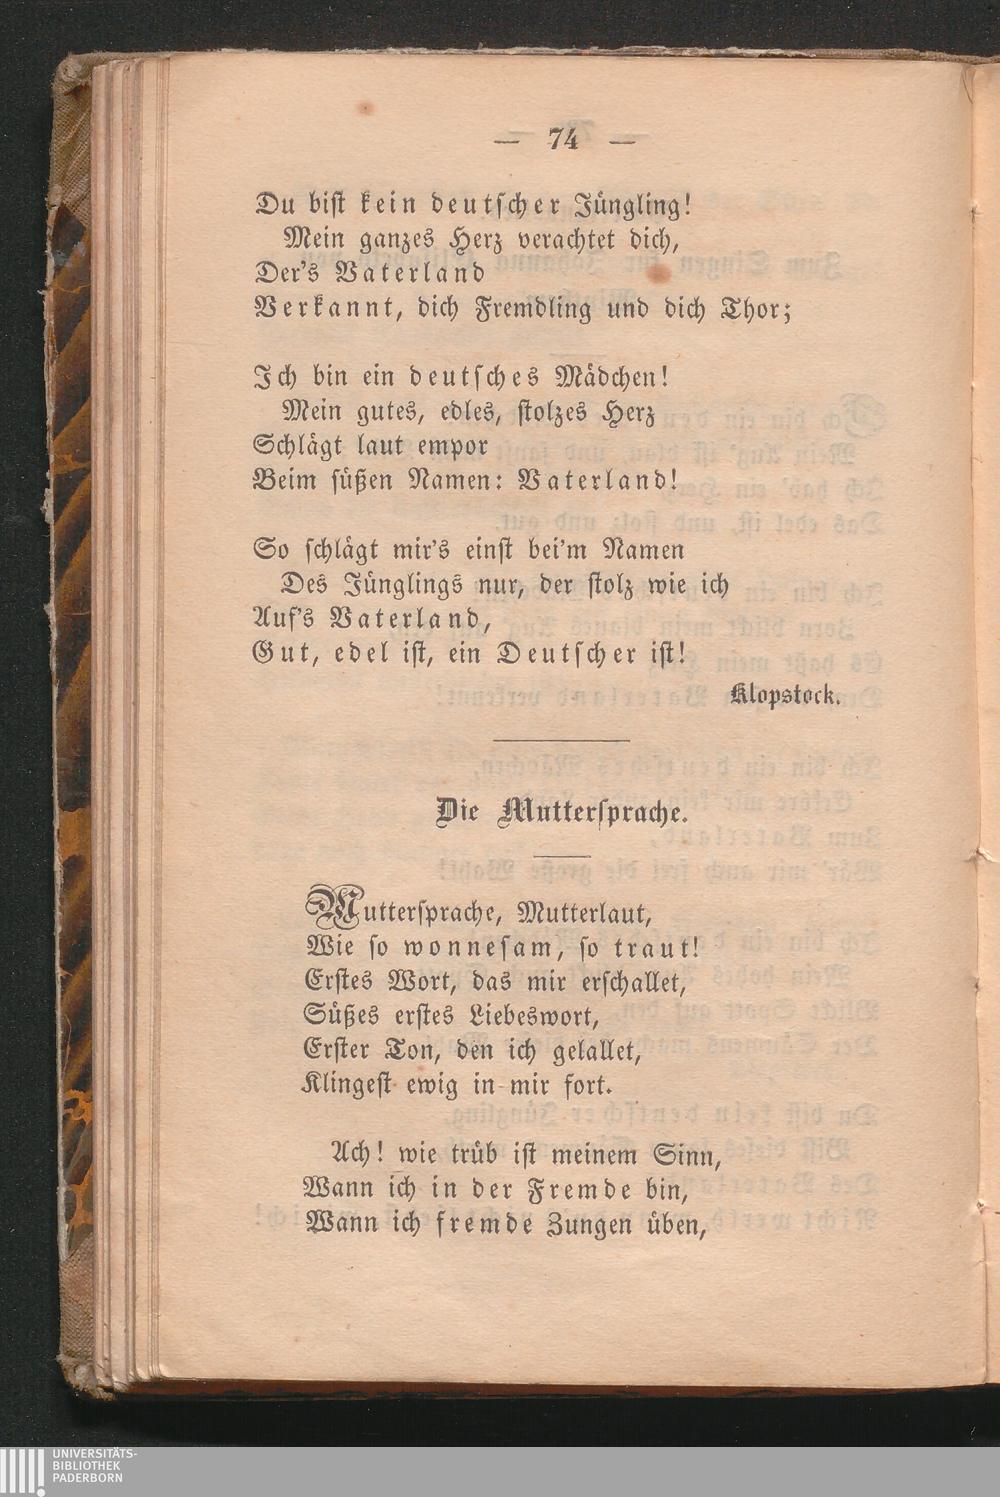 — 74 —
Du bist kein deutscher Jüngling!
Mein ganzes Herz verachtet dich,
Der's Vaterland
Verkannt, dich Fremdling und dich Thor;
Ich bin ein deutsches Mädchen!
Mein gutes, edles, stolzes Herz
Schlägt laut empor
Beim süßen Namen: Vaterland!
So schlägt mir's einst bei'm Namen
Des Jünglings nur, der stolz wie ich
Auf's Vaterland,
Gut, edel ist, ein Deutscher ist!
Klopstock.
Die Muttersprache.
Muttersprache, Mutterlaut,
Wie so wonnesam, so traut!
Erstes Wort, das mir erschallet,
Süßes erstes Liebeswort,
Erster Ton, den ich gelallet,
Klingest ewig in mir fort.
Ach! wie trüb ist meinem Sinn,
Wann ich in der Fremde bin,
Wann ich fremde Zungen üben,
UNIVERSITÄTS-
BIBLIOTHEK
PADERBORN